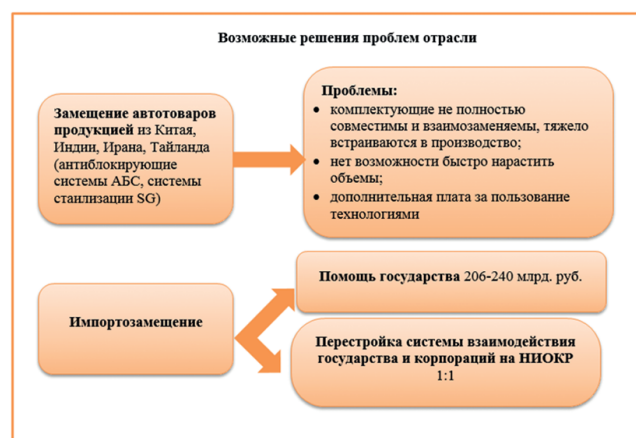 Возможные решения проблем отрасли
Замещение автотоваров
продукцией из Китая,
Индии, Ирана, Тайланда
(антиблокирующие
системы АБС, системы
стаилизации SG)
Проблемы:
• комплектующие не полностью
совместимы и взаимозаменяемы, тяжело
встраиваются в производство;
• нет возможности быстро нарастить
объемы;
• дополнительная плата за пользование
технологиями
Помощь государства 206-240 млрд. руб.
Импортозамещение
Перестройка системы взаимодействия
государства и корпораций на НИОКР
1:1